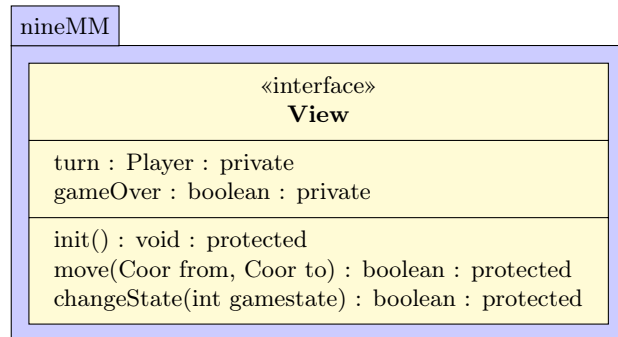 nineMM
«interface»
View
turn : Player : private
gameOver : boolean : private
init() : void : protected
move(Coor from, Coor to) : boolean : protected
changeState(int gamestate) : boolean : protected